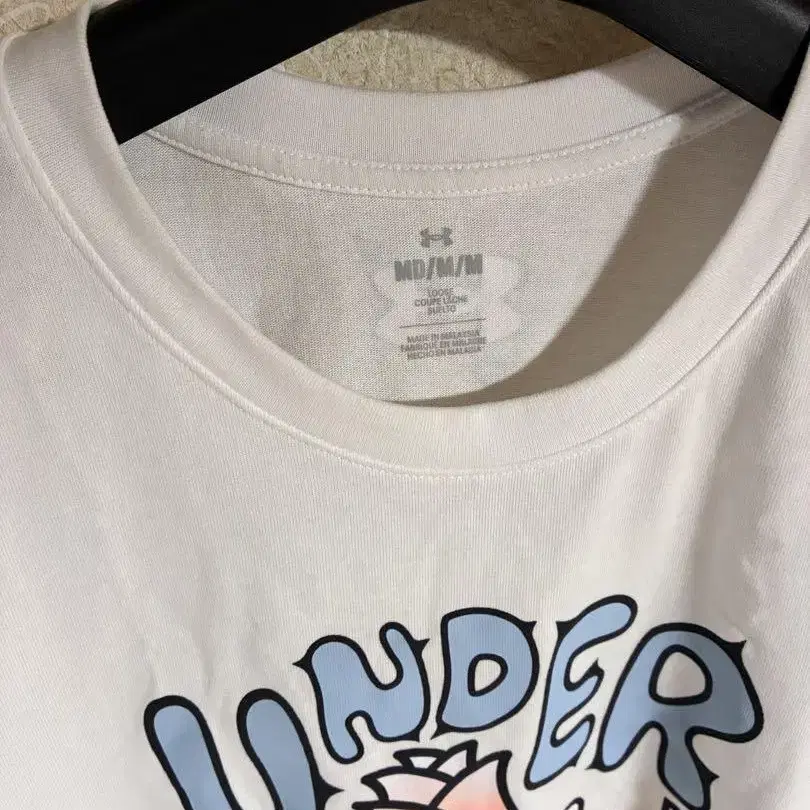 MD/M/M
LOOSE
COUPE LÂCHE
SUELTO
MADE IN MALAYSIA
FABRIQUÉ EN MALAISIE
HECHO EN MALASIA
UNDER